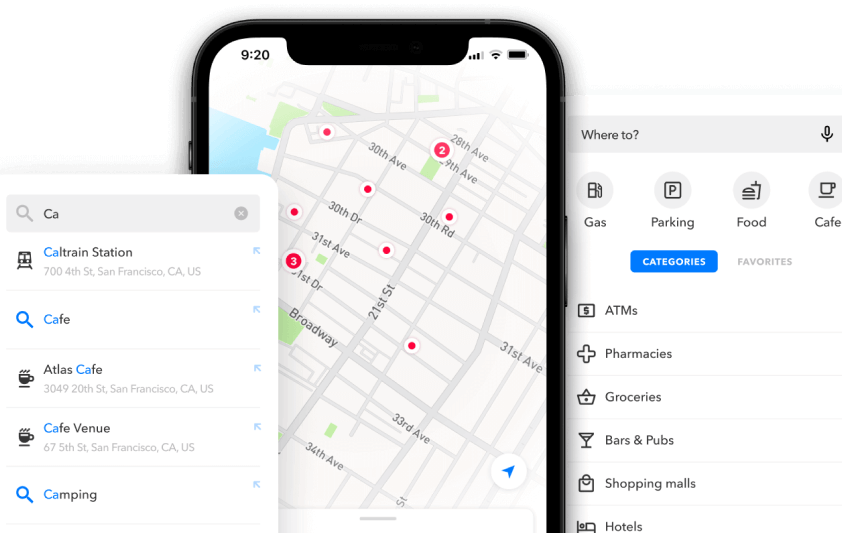 9:20
28th Ave
29th Ave
30th Ave
30th Dr
30th Rd
31st Ave
31st Dr
21st St
Broadway
31st Ave
33rd Ave
34th Ave
St
2
3
Ca
Caltrain Station
700 4th St, San Francisco, CA, US
Cafe
Atlas Cafe
3049 20th St, San Francisco, CA, US
Cafe Venue
67 5th St, San Francisco, CA, US
Camping
Where to?
P
Gas
Parking
Food
Cafe
CATEGORIES
FAVORITES
$
ATMs
Pharmacies
Groceries
Bars & Pubs
Shopping malls
Hotels